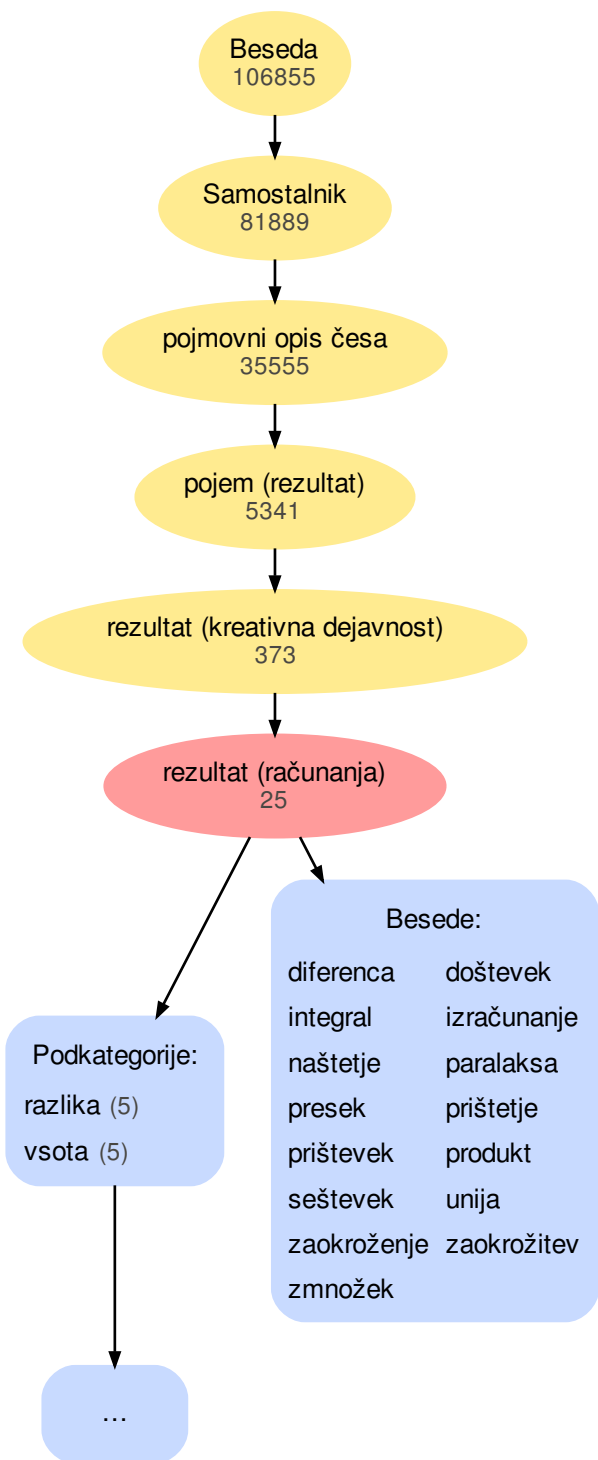 Beseda
106855
Samostalnik
81889
pojmovni opis česa
35555
pojem (rezultat)
5341
rezultat (kreativna dejavnost)
373
rezultat (računanja)
25
Besede:
diferenca doštevek
integral izračunanje
naštetje paralaksa
presek prištetje
prištevek produkt
seštevek unija
zaokroženje zaokrožitev
zmnožek
Podkategorije:
razlika (5)
vsota (5)
...